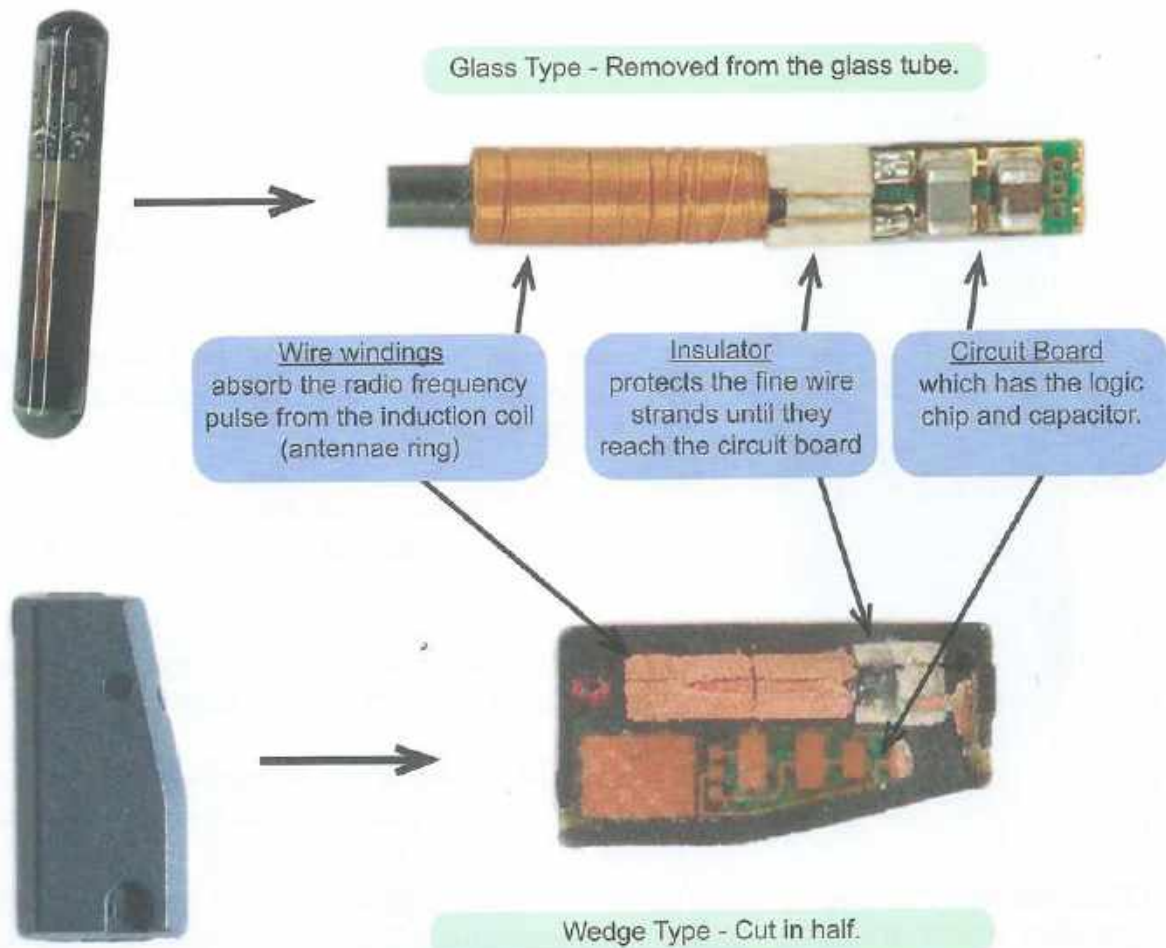 Glass Type - Removed from the glass tube.
Wire windings
absorb the radio frequency
pulse from the induction coil
(antennae ring)
Insulator
protects the fine wire
strands until they
reach the circuit board
Circuit Board
which has the logic
chip and capacitor.
Wedge Type - Cut in half.